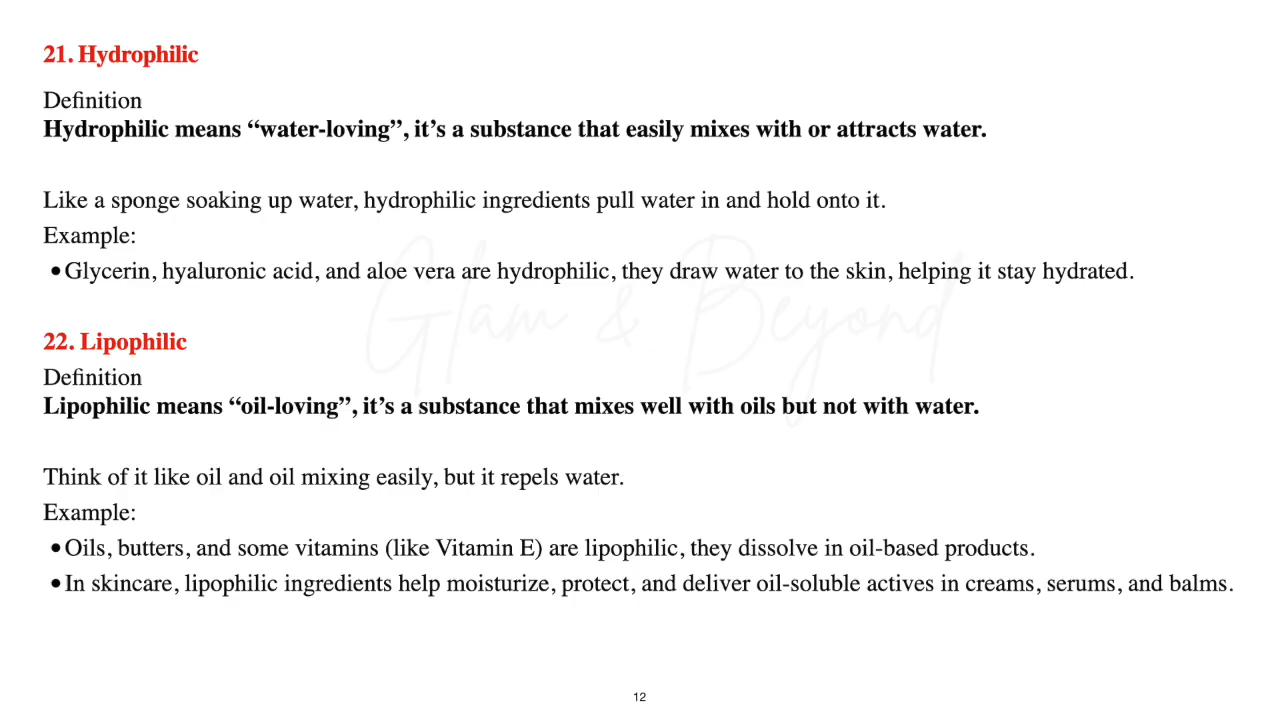 21. Hydrophilic
Definition
Hydrophilic means “water-loving”, it’s a substance that easily mixes with or attracts water.
Like a sponge soaking up water, hydrophilic ingredients pull water in and hold onto it.
Example:
•Glycerin, hyaluronic acid, and aloe vera are hydrophilic, they draw water to the skin, helping it stay hydrated.
Glam & Beyond
22. Lipophilic
Definition
Lipophilic means “oil-loving”, it’s a substance that mixes well with oils but not with water.
Think of it like oil and oil mixing easily, but it repels water.
Example:
•Oils, butters, and some vitamins (like Vitamin E) are lipophilic, they dissolve in oil-based products.
•In skincare, lipophilic ingredients help moisturize, protect, and deliver oil-soluble actives in creams, serums, and balms.
12